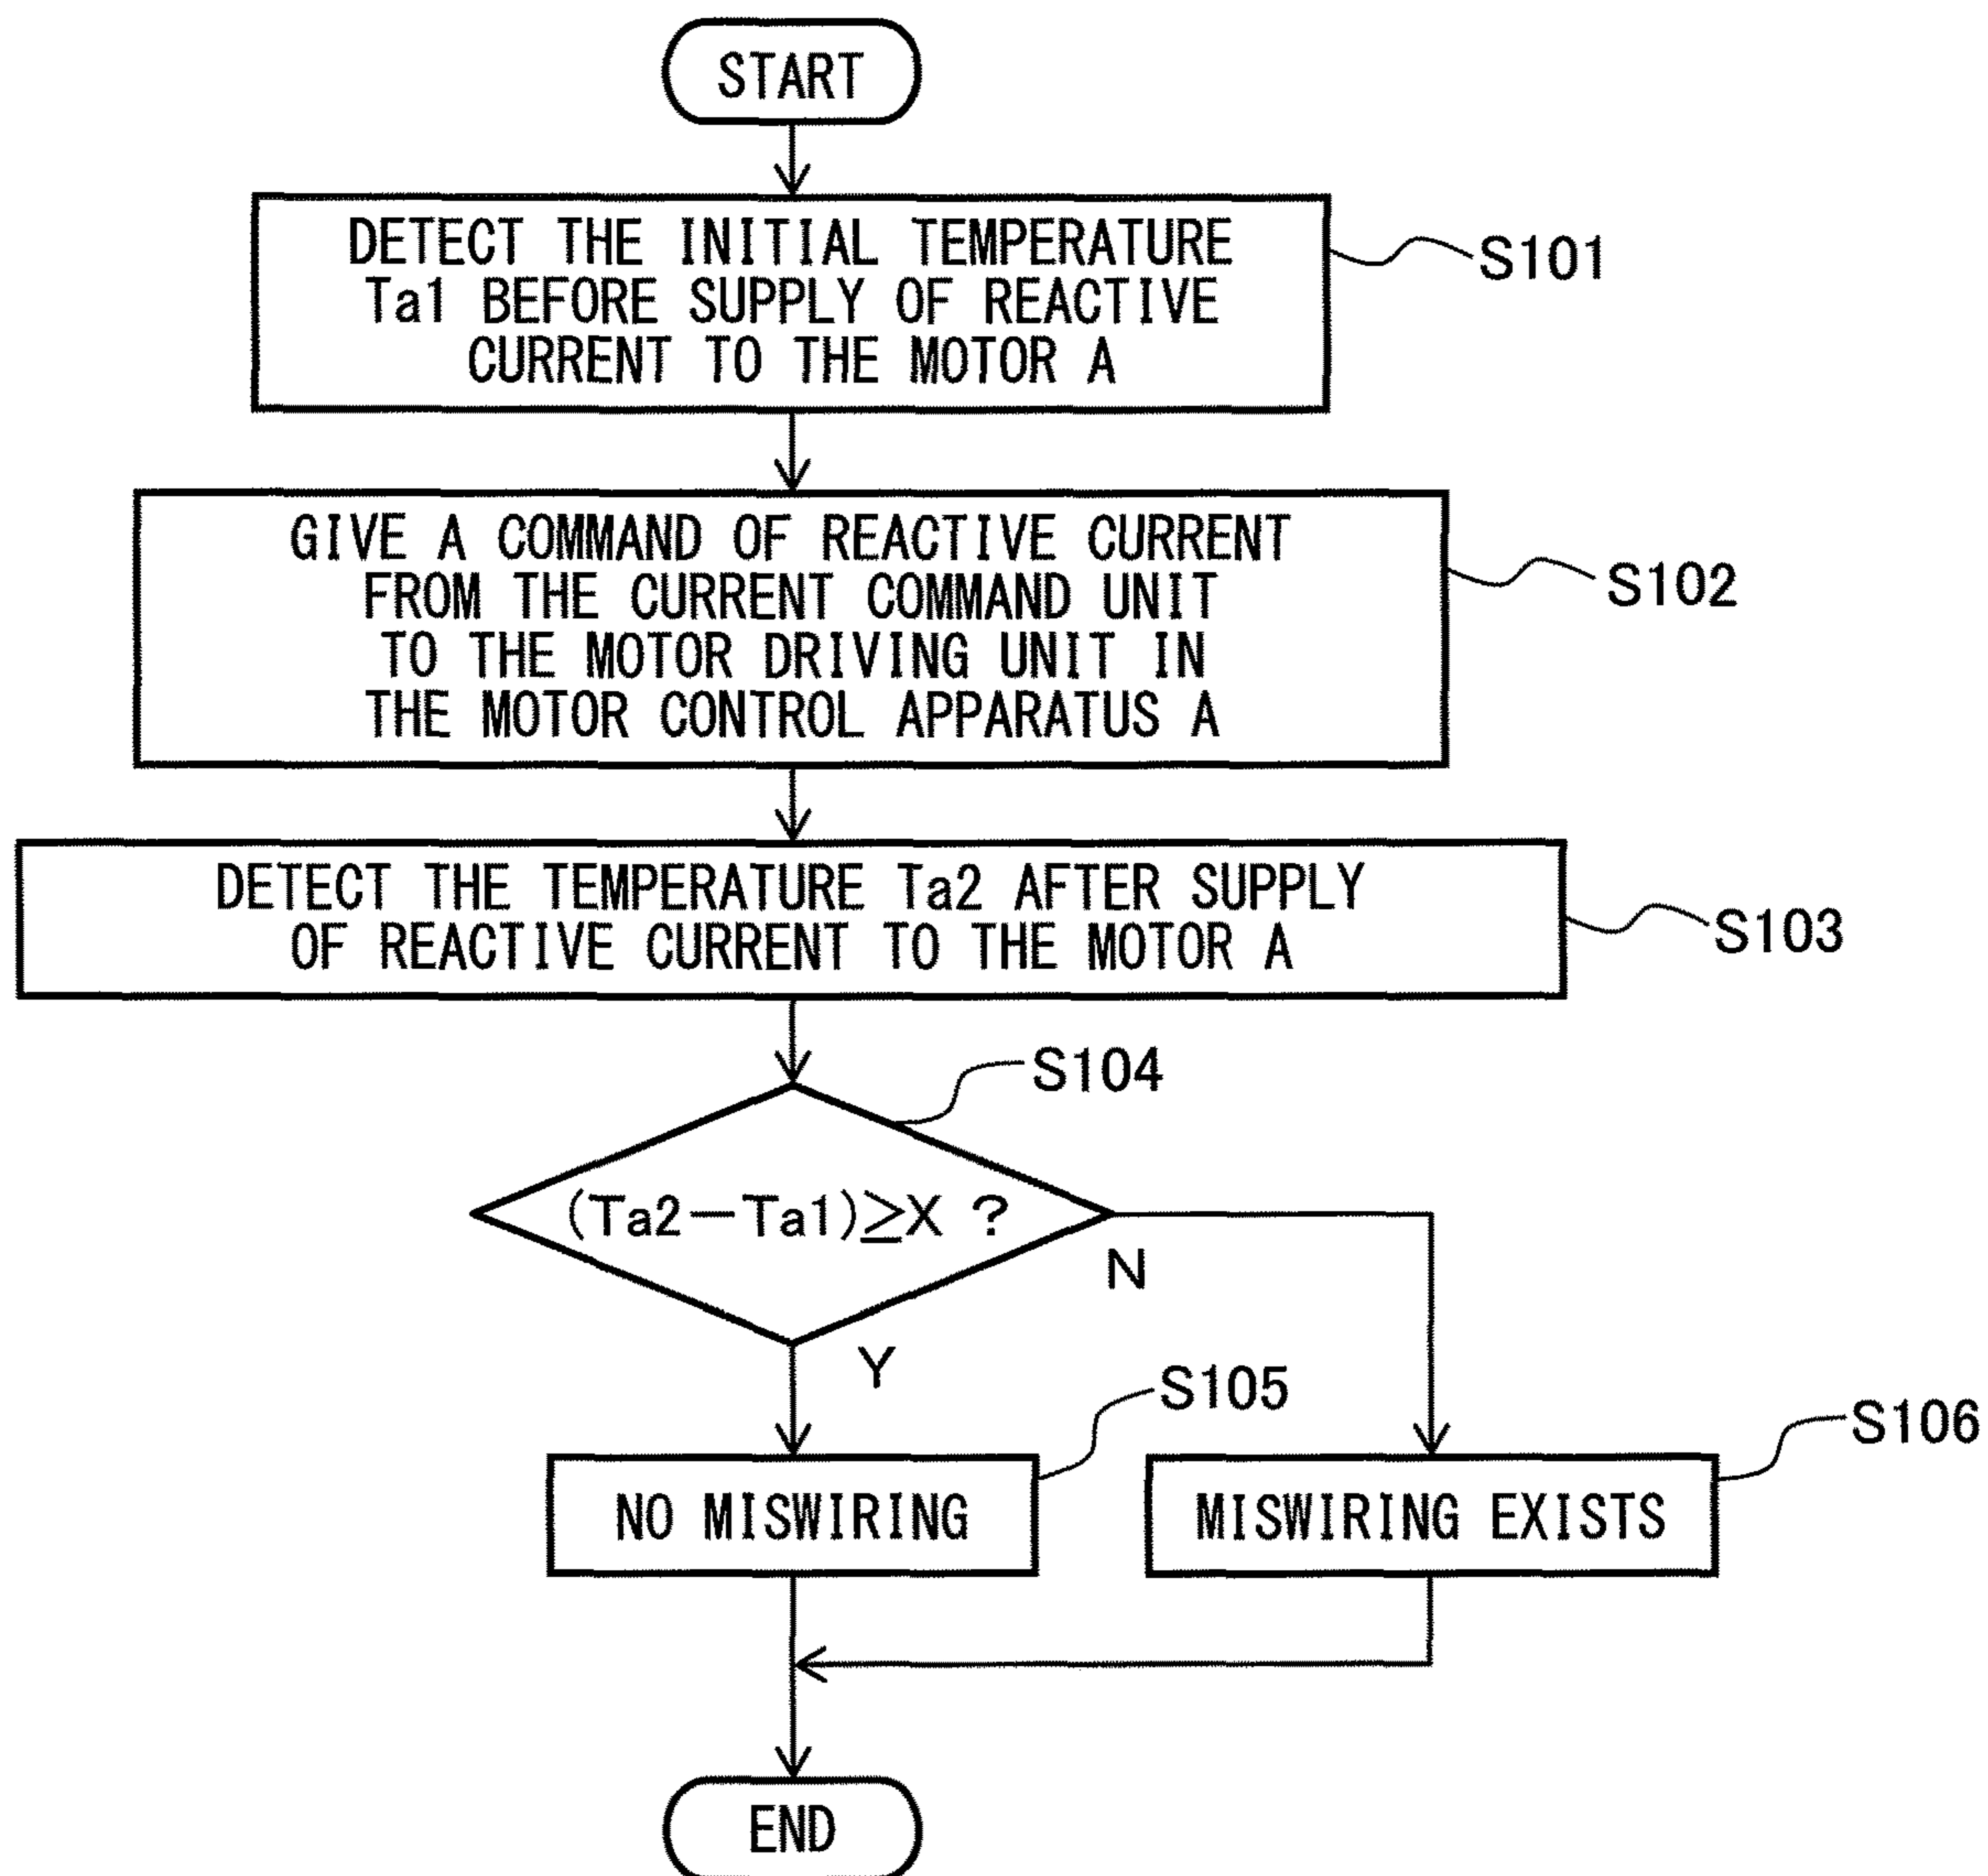 START
DETECT THE INITIAL TEMPERATURE
Ta1 BEFORE SUPPLY OF REACTIVE
CURRENT TO THE MOTOR A
S101
GIVE A COMMAND OF REACTIVE CURRENT
FROM THE CURRENT COMMAND UNIT
TO THE MOTOR DRIVING UNIT IN
THE MOTOR CONTROL APPARATUS A
S102
DETECT THE TEMPERATURE Ta2 AFTER SUPPLY
OF REACTIVE CURRENT TO THE MOTOR A
S103
S104
(Ta2－Ta1)≥X ?
N
Y
S105
NO MISWIRING
S106
MISWIRING EXISTS
END